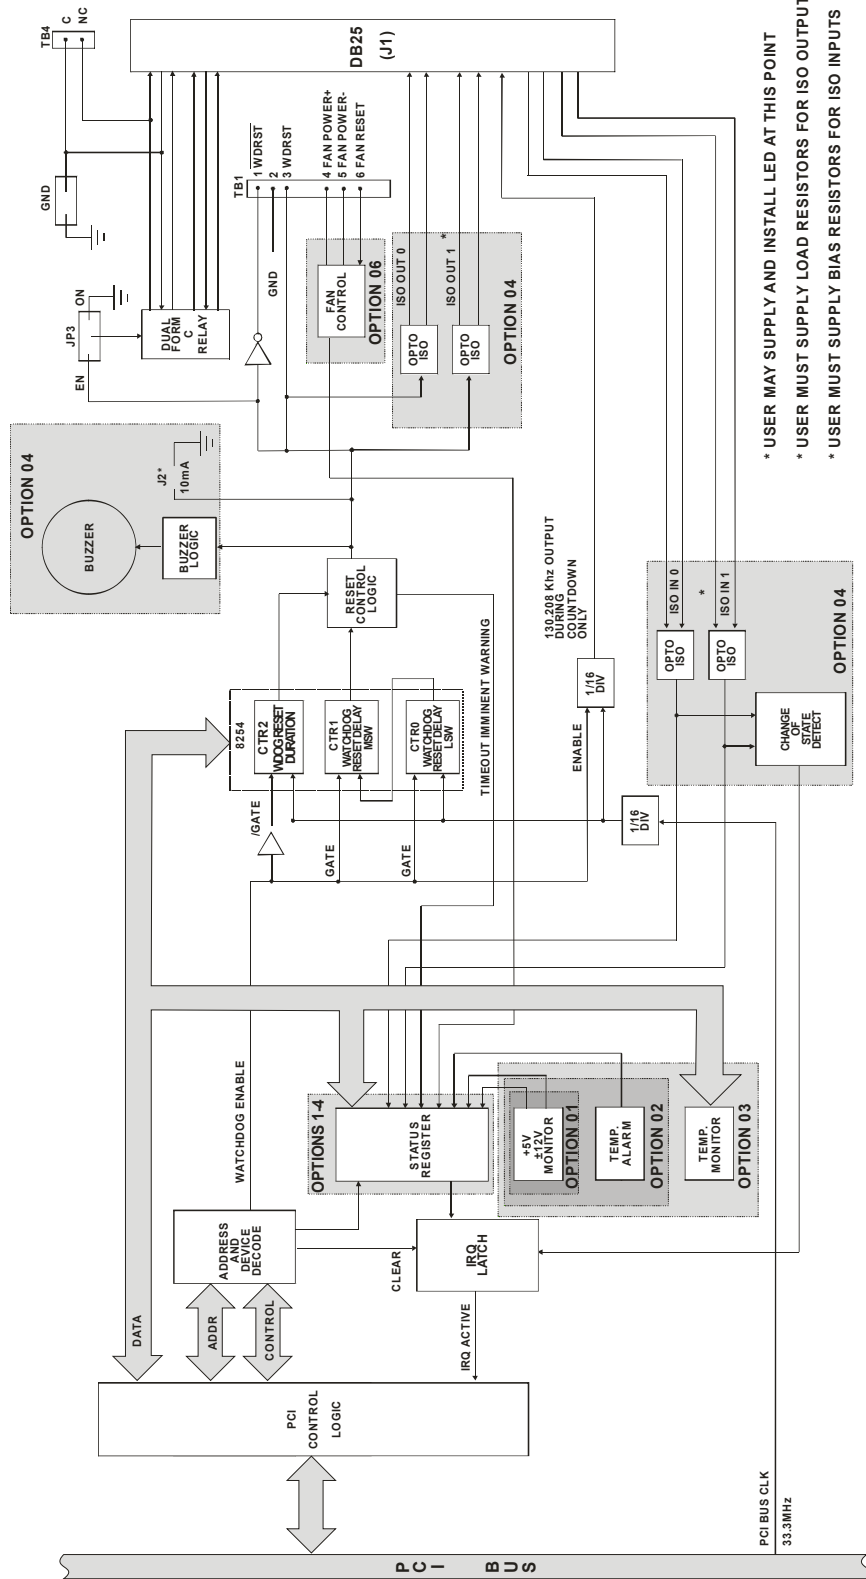 PCI BUS
PCI BUS CLK
33.3MHz
PCI
CONTROL
LOGIC
DATA
ADDR
CONTROL
IRQ ACTIVE
ADDRESS
AND
DEVICE
DECODE
CLEAR
IRQ
LATCH
WATCHDOG ENABLE
OPTIONS 1-4
STATUS
REGISTER
+5V
±12V
MONITOR
OPTION 01
TEMP.
ALARM
OPTION 02
TEMP.
MONITOR
OPTION 03
/GATE
GATE
GATE
8254
CTR2
WDOG RESET
DURATION
CTR1
WATCHDOG
RESET DELAY
MSW
CTR0
WATCHDOG
RESET DELAY
LSW
TIMEOUT IMMINENT WARNING
ENABLE
1/16
DIV
1/16
DIV
130.208 Khz OUTPUT
DURING
COUNTDOWN
ONLY
RESET
CONTROL
LOGIC
OPTION 04
BUZZER
BUZZER
LOGIC
J2*
10mA
EN
JP3
ON
DUAL
FORM
C
RELAY
GND
TB4
C
NC
DB25
(J1)
TB1
1 WDRST
2
3 WDRST
4 FAN POWER+
5 FAN POWER-
6 FAN RESET
GND
FAN
CONTROL
OPTION 06
OPTO
ISO
ISO OUT 0
OPTO
ISO
ISO OUT 1
*
OPTION 04
OPTO
ISO
ISO IN 0
OPTO
ISO
*
ISO IN 1
CHANGE
OF
STATE
DETECT
OPTION 04
* USER MAY SUPPLY AND INSTALL LED AT THIS POINT
* USER MUST SUPPLY LOAD RESISTORS FOR ISO OUTPUT
* USER MUST SUPPLY BIAS RESISTORS FOR ISO INPUTS